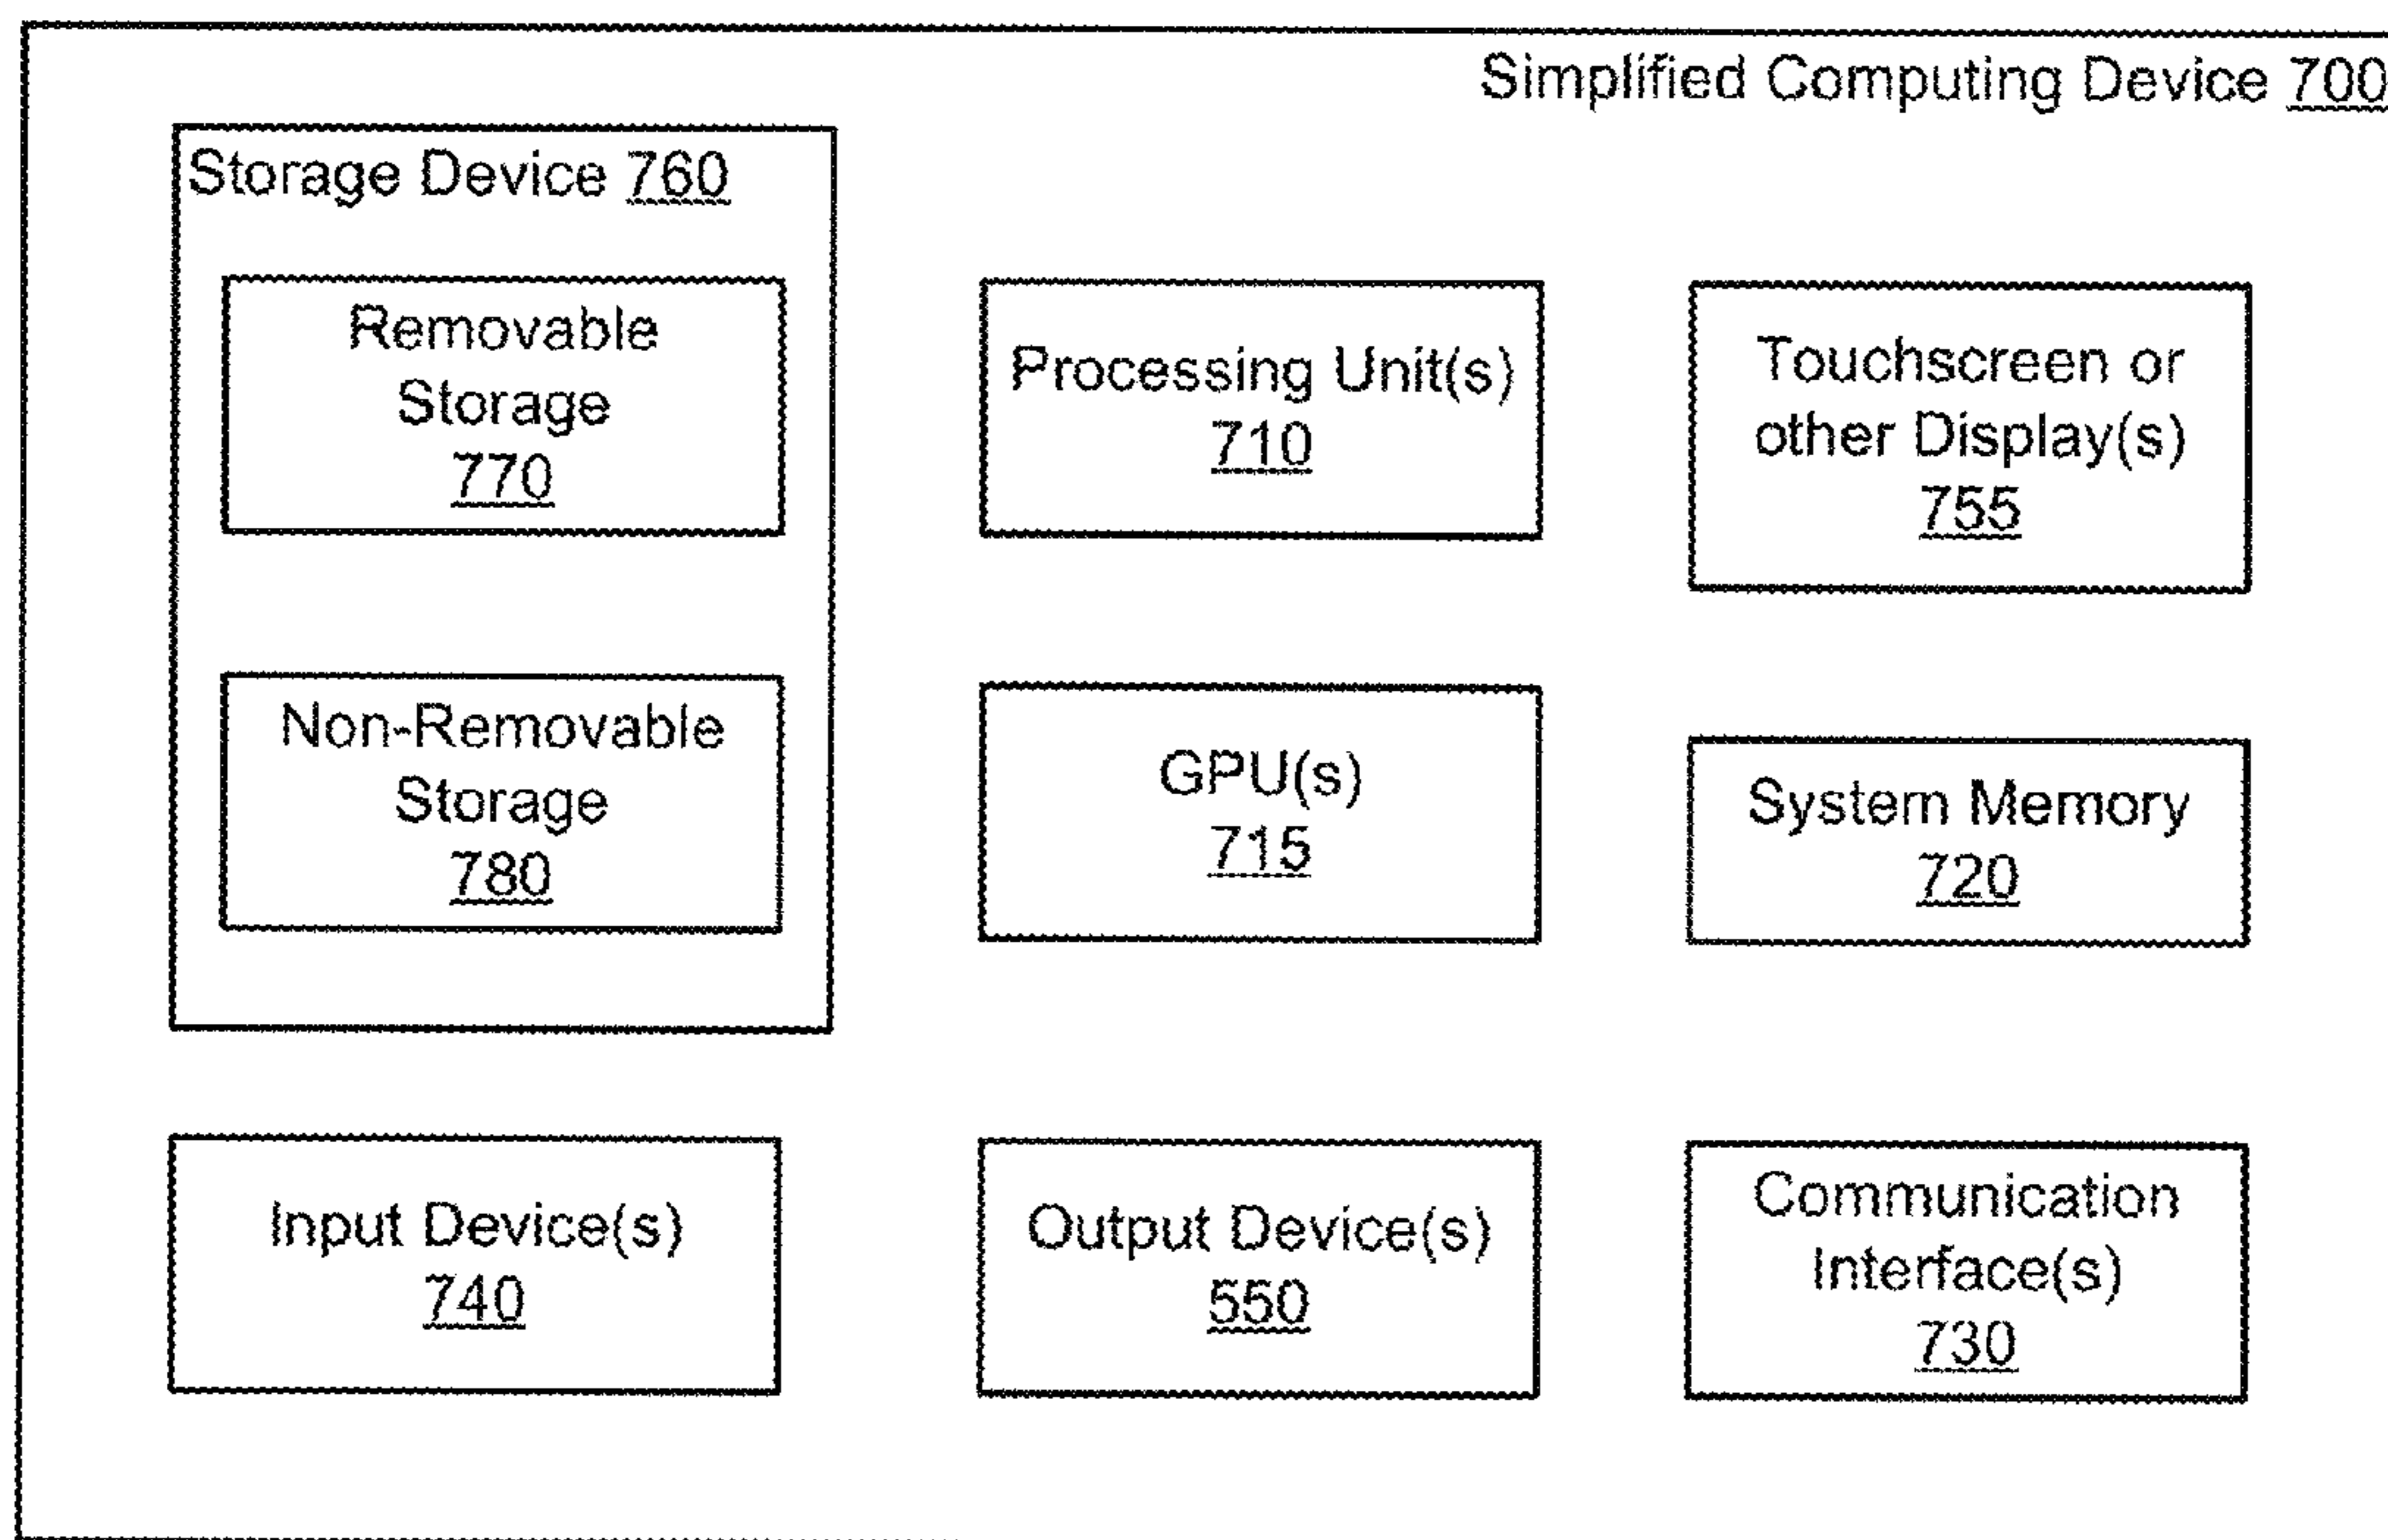 Simplified Computing Device 700
Storage Device 760
Removable
Storage
770
Processing Unit(s)
710
Touchscreen or
other Display(s)
755
Non-Removable
Storage
780
GPU(s)
715
System Memory
720
Input Device(s)
740
Output Device(s)
550
Communication
Interface(s)
730